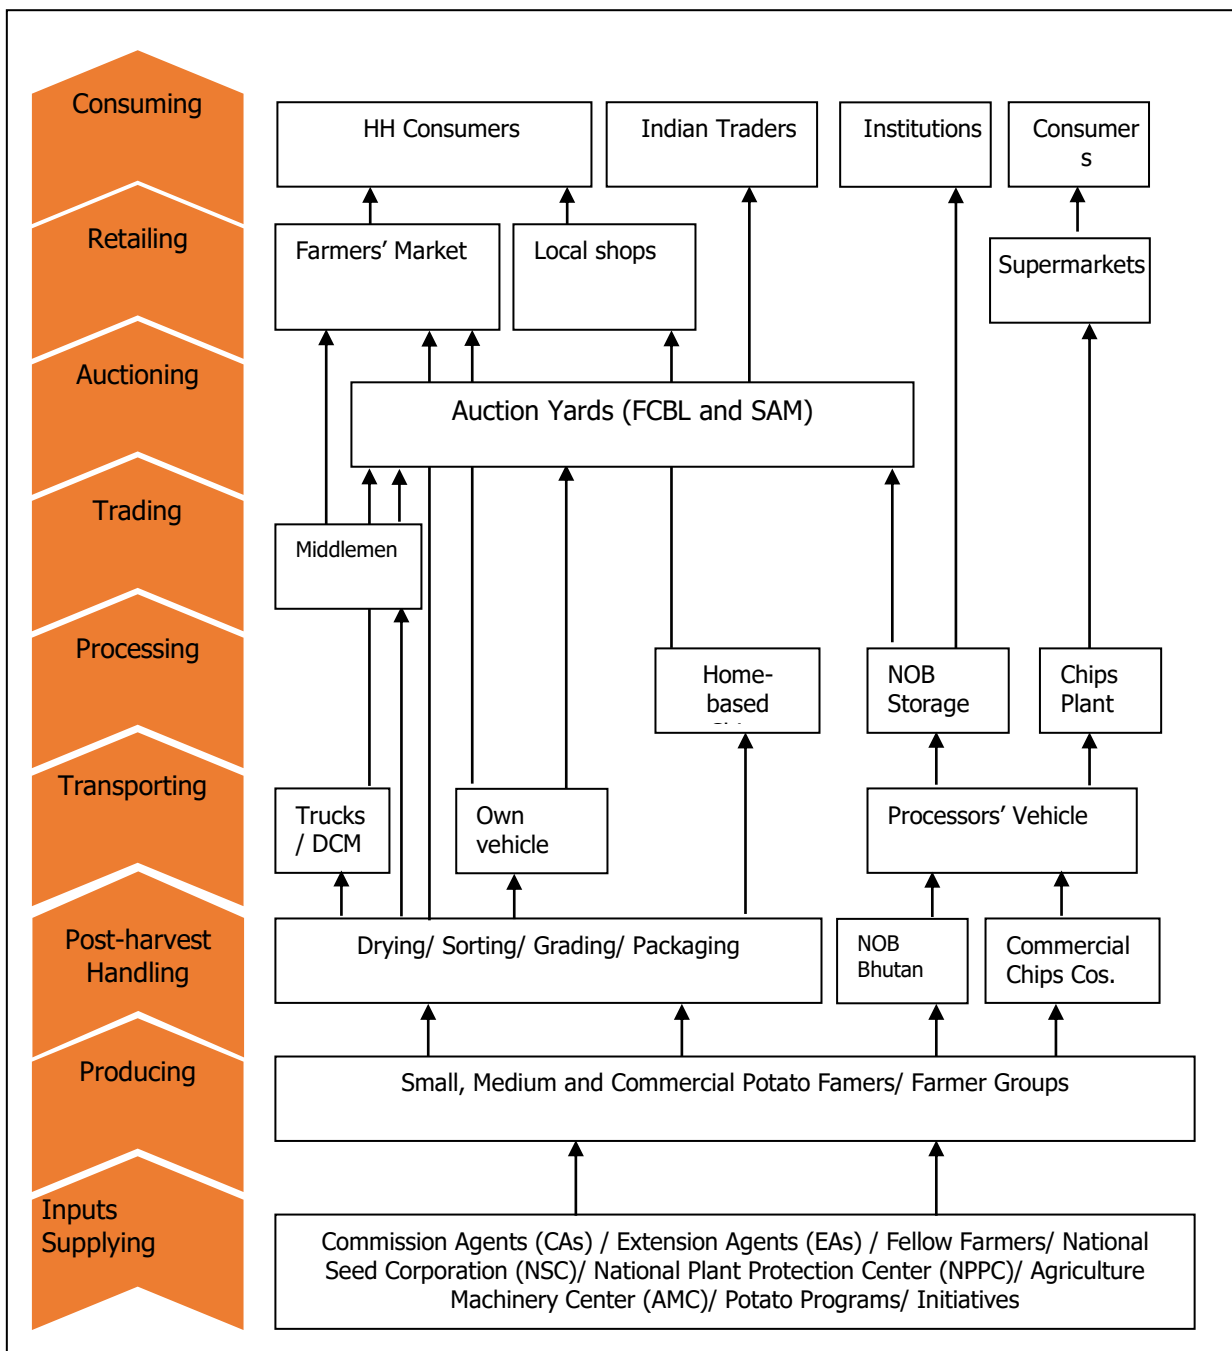 Consuming
HH Consumers
Indian Traders
Institutions
Consumer
s
Retailing
Farmers’ Market
Local shops
Supermarkets
Auctioning
Auction Yards (FCBL and SAM)
Trading
Middlemen
Processing
Home-
based
NOB
Storage
Chips
Plant
Transporting
Trucks
/ DCM
Own
vehicle
Processors’ Vehicle
Post-harvest
Handling
Drying/ Sorting/ Grading/ Packaging
NOB
Bhutan
Commercial
Chips Cos.
Producing
Small, Medium and Commercial Potato Famers/ Farmer Groups
Inputs
Supplying
Commission Agents (CAs) / Extension Agents (EAs) / Fellow Farmers/ National
Seed Corporation (NSC)/ National Plant Protection Center (NPPC)/ Agriculture
Machinery Center (AMC)/ Potato Programs/ Initiatives